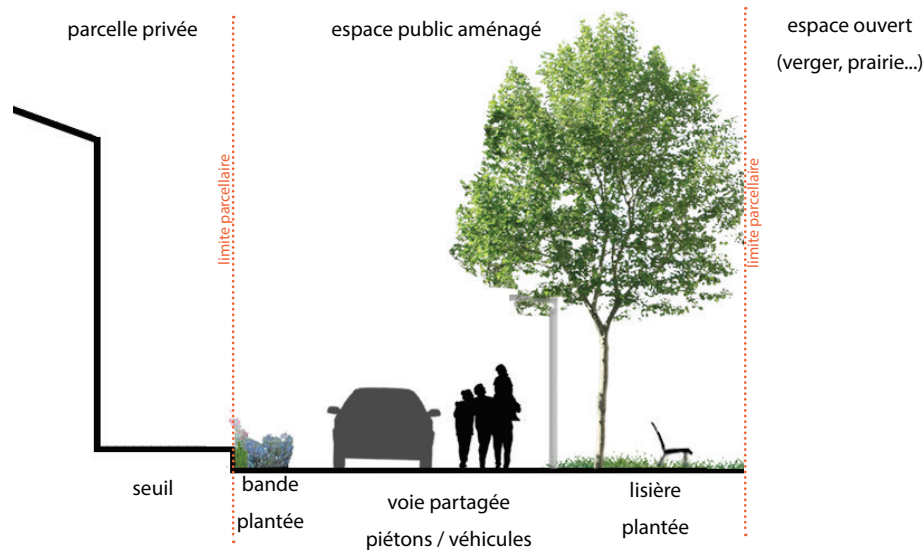 parcelle privée
espace public aménagé
espace ouvert
(verger, prairie...)
limite parcellaire
limite parcellaire
seuil
bande
plantée
voie partagée
piétons / véhicules
lisière
plantée